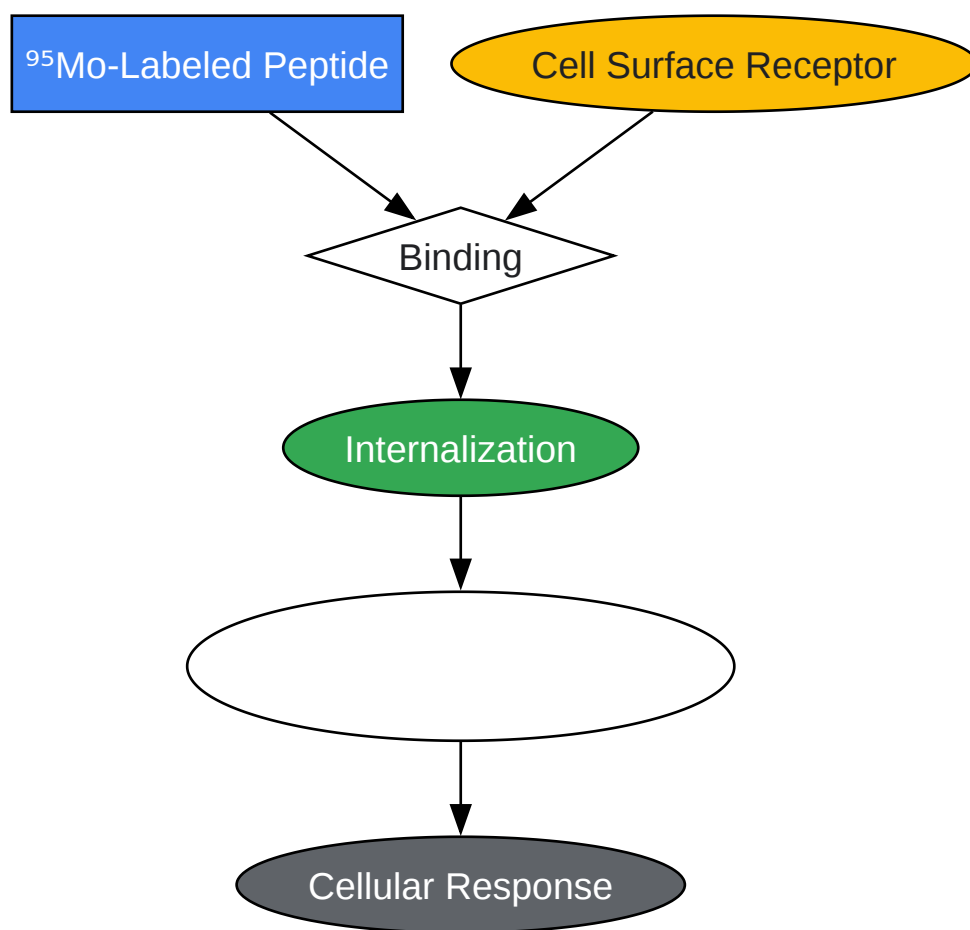 ⁹⁵Mo-Labeled Peptide
Cell Surface Receptor
Binding
Internalization
Cellular Response